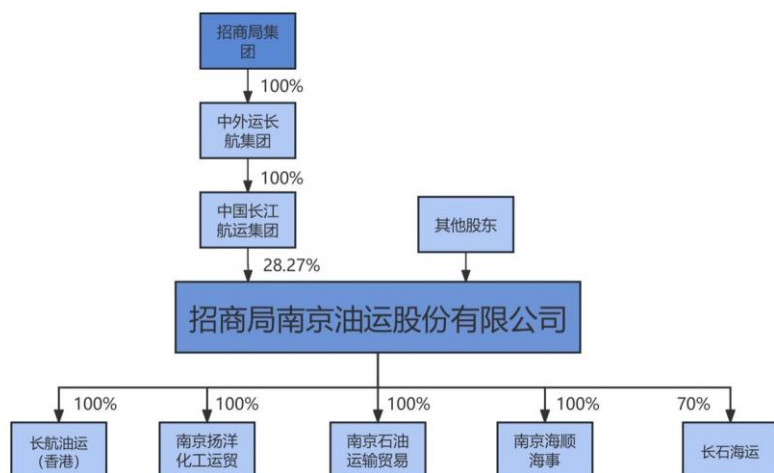 招商局集
团
100%
中外运长
航集团
100%
中国长江
航运集团
其他股东
28.27%
招商局南京油运股份有限公司
100%
100%
100%
100%
70%
长航油运
(香港)
南京扬洋
化工运贸
南京石油
运输贸易
南京海顺
海事
长石海运